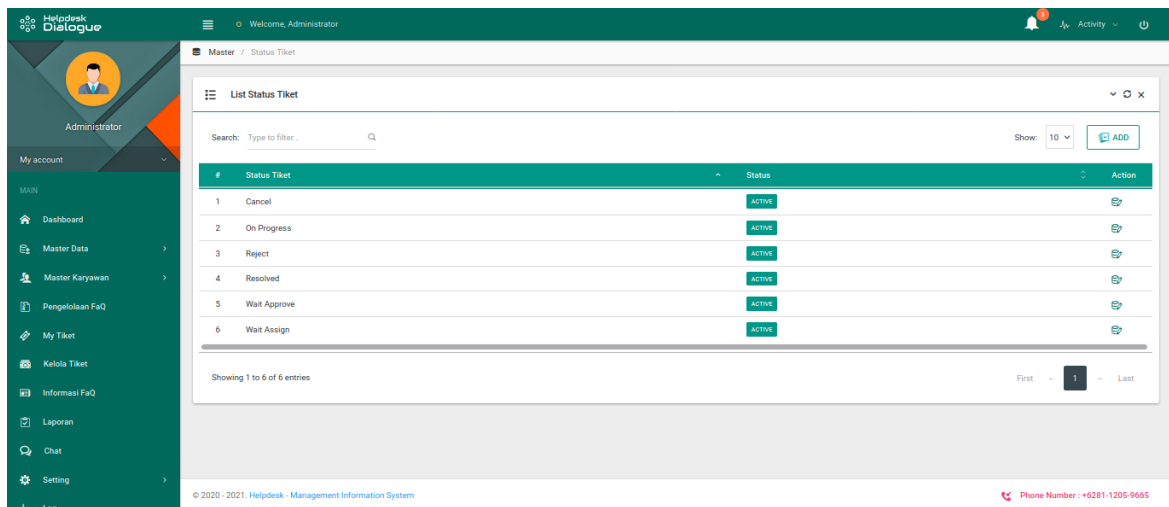 Helpdesk
Dialogue
Welcome, Administrator
3
Activity
Master / Status Tiket
Administrator
My account
MAIN
Dashboard
Master Data
Master Karyawan
Pengelolaan FaQ
My Tiket
Kelola Tiket
Informasi FaQ
Laporan
Chat
Setting
List Status Tiket
Search: Type to filter...
Show: 10 ADD
# Status Tiket Status Action
1 Cancel ACTIVE
2 On Progress ACTIVE
3 Reject ACTIVE
4 Resolved ACTIVE
5 Wait Approve ACTIVE
6 Wait Assign ACTIVE
Showing 1 to 6 of 6 entries
First ← 1 → Last
© 2020 - 2021. Helpdesk - Management Information System
Phone Number : +6281-1205-9665